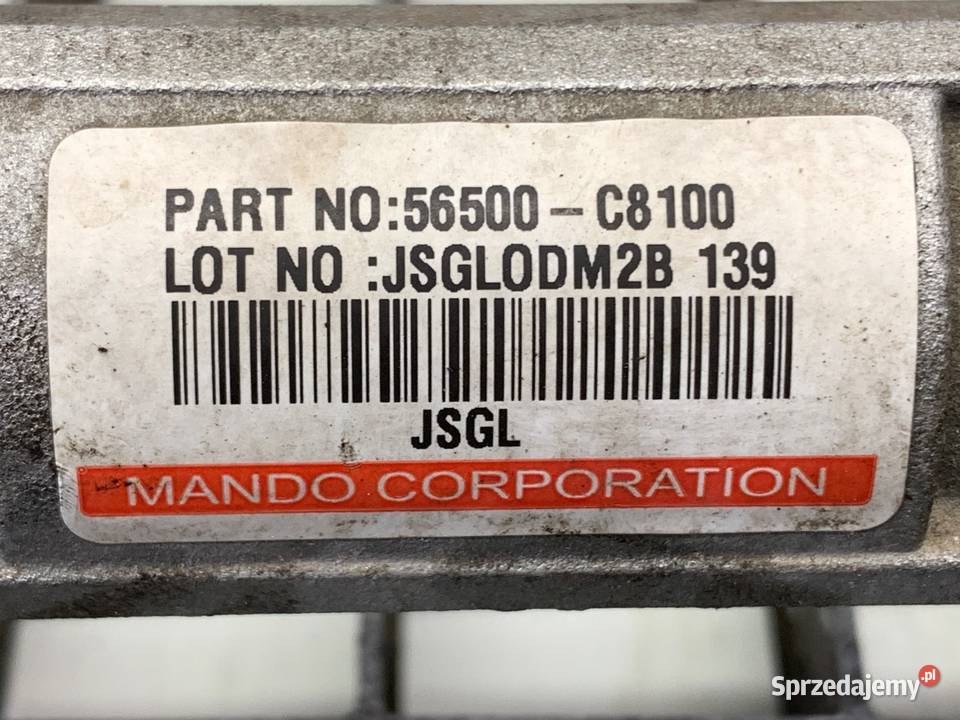 PART NO:56500-C8100
LOT NO :JSGLODM2B 139
JSGL
MANDO CORPORATION
Sprzedajemy.pl